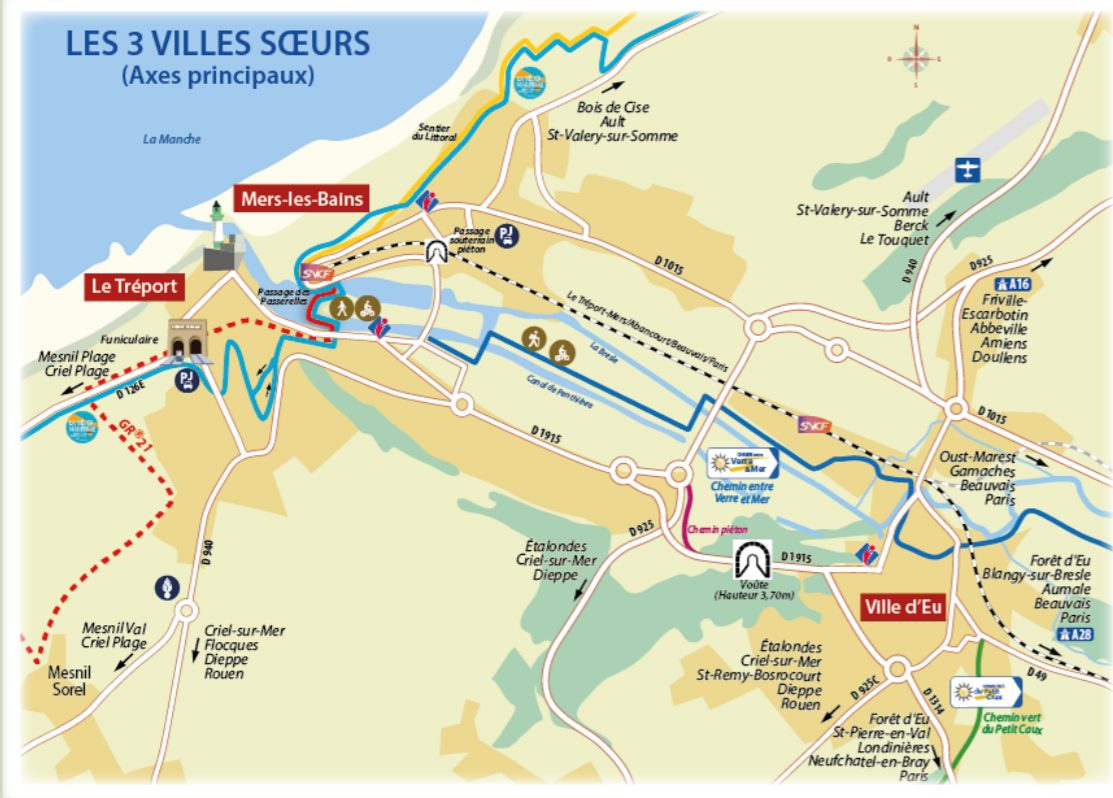 LES 3 VILLES SŒURS
(Axes principaux)
La Manche
Sentier
du Littoral
Bois de Cise
Ault
St-Valery-sur-Somme
Mers-les-Bains
Passage
souterrain
piéton
PJ
Ault
St-Valery-sur-Somme
Berck
Le Touquet
D 940
D 925
A16
Friville-
Escarbotin
Abbeville
Amiens
Doullens
D 1015
Le Tréport
SNCF
Passage des
Passerelles
Le Tréport-Mers/Abancourt/Beauvais/Paris
La Bresle
Canal de Penthièvre
Funiculaire
Mesnil Plage
Criel Plage
D 126E
PJ
GR®21
D 1915
SNCF
D 1015
Oust-Marest
Gamaches
Beauvais
Paris
Verre
&Mer
Chemin entre
Verre et Mer
Chemin piéton
D 925
Étalondes
Criel-sur-Mer
Dieppe
D 1915
Voûte
(Hauteur 3,70m)
Ville d'Eu
Forêt d'Eu
Blangy-sur-Bresle
Aumale
Beauvais
Paris
A28
D 940
Mesnil Val
Criel Plage
Criel-sur-Mer
Flocques
Dieppe
Rouen
Mesnil
Sorel
Étalondes
Criel-sur-Mer
St-Remy-Bosrocourt
Dieppe
Rouen
D 925C
D 1314
D 49
Chemin vert
du Petit Caux
Forêt d'Eu
St-Pierre-en-Val
Londinières
Neufchatel-en-Bray
Paris